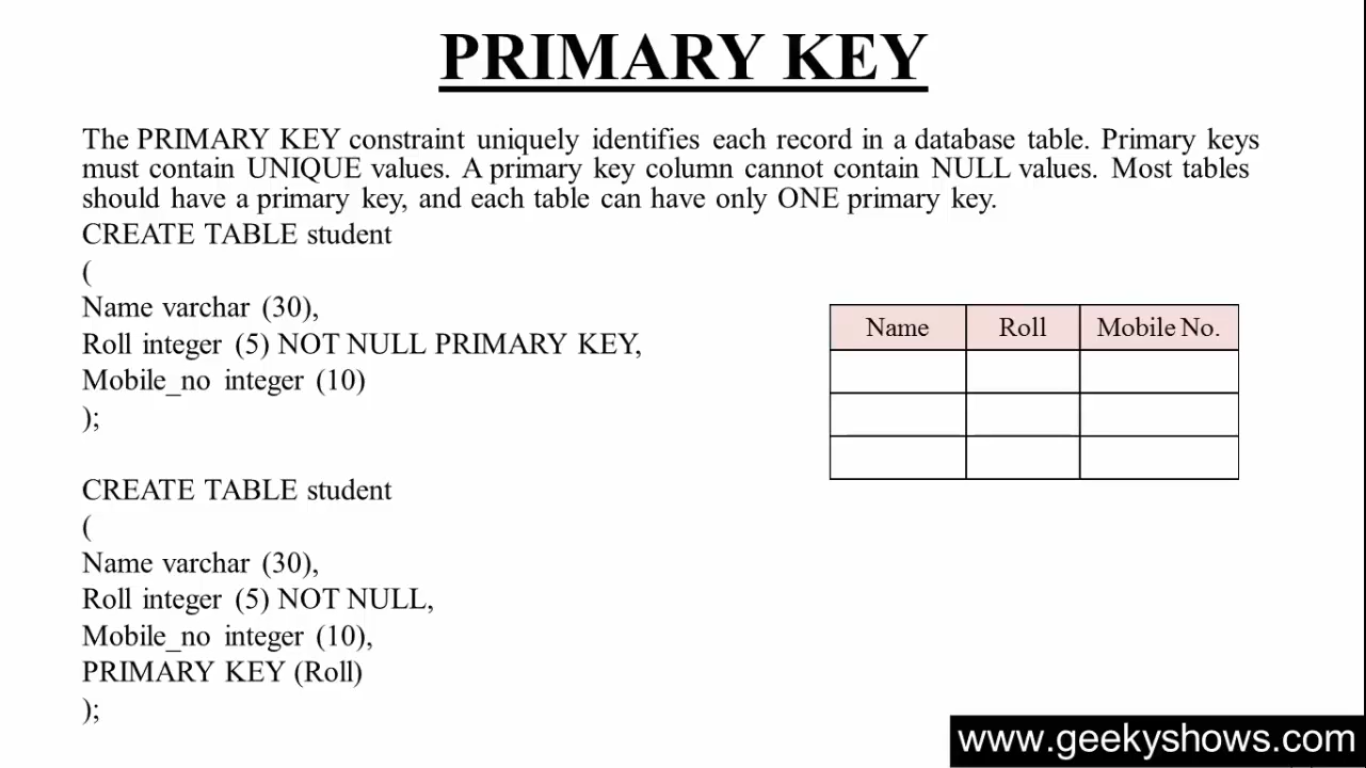 PRIMARY KEY
The PRIMARY KEY constraint uniquely identifies each record in a database table. Primary keys
must contain UNIQUE values. A primary key column cannot contain NULL values. Most tables
should have a primary key, and each table can have only ONE primary key.
CREATE TABLE student
(
Name varchar (30),
Roll integer (5) NOT NULL PRIMARY KEY,
Mobile_no integer (10)
);
CREATE TABLE student
(
Name varchar (30),
Roll integer (5) NOT NULL,
Mobile_no integer (10),
PRIMARY KEY (Roll)
);
Name Roll Mobile No.
www.geekyshows.com